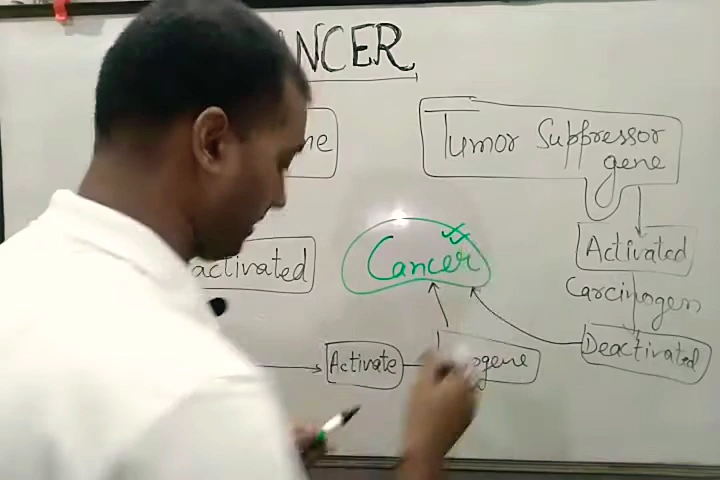 NCER
ne
Tumor Suppressor
gene
activated
Cancer
Activated
Carcinogen
Deactivated
Activate
ogene